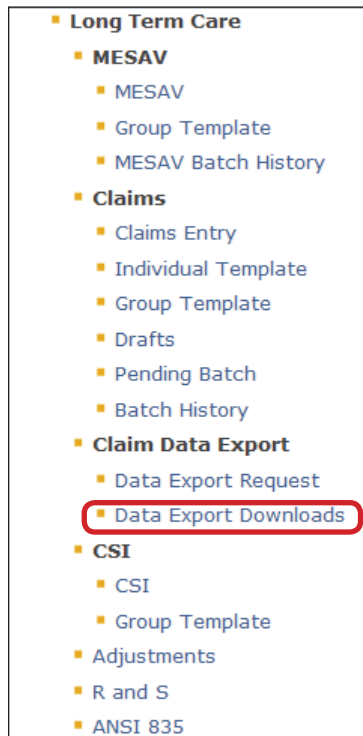 Long Term Care
MESAV
MESAV
Group Template
MESAV Batch History
Claims
Claims Entry
Individual Template
Group Template
Drafts
Pending Batch
Batch History
Claim Data Export
Data Export Request
Data Export Downloads
CSI
CSI
Group Template
Adjustments
R and S
ANSI 835